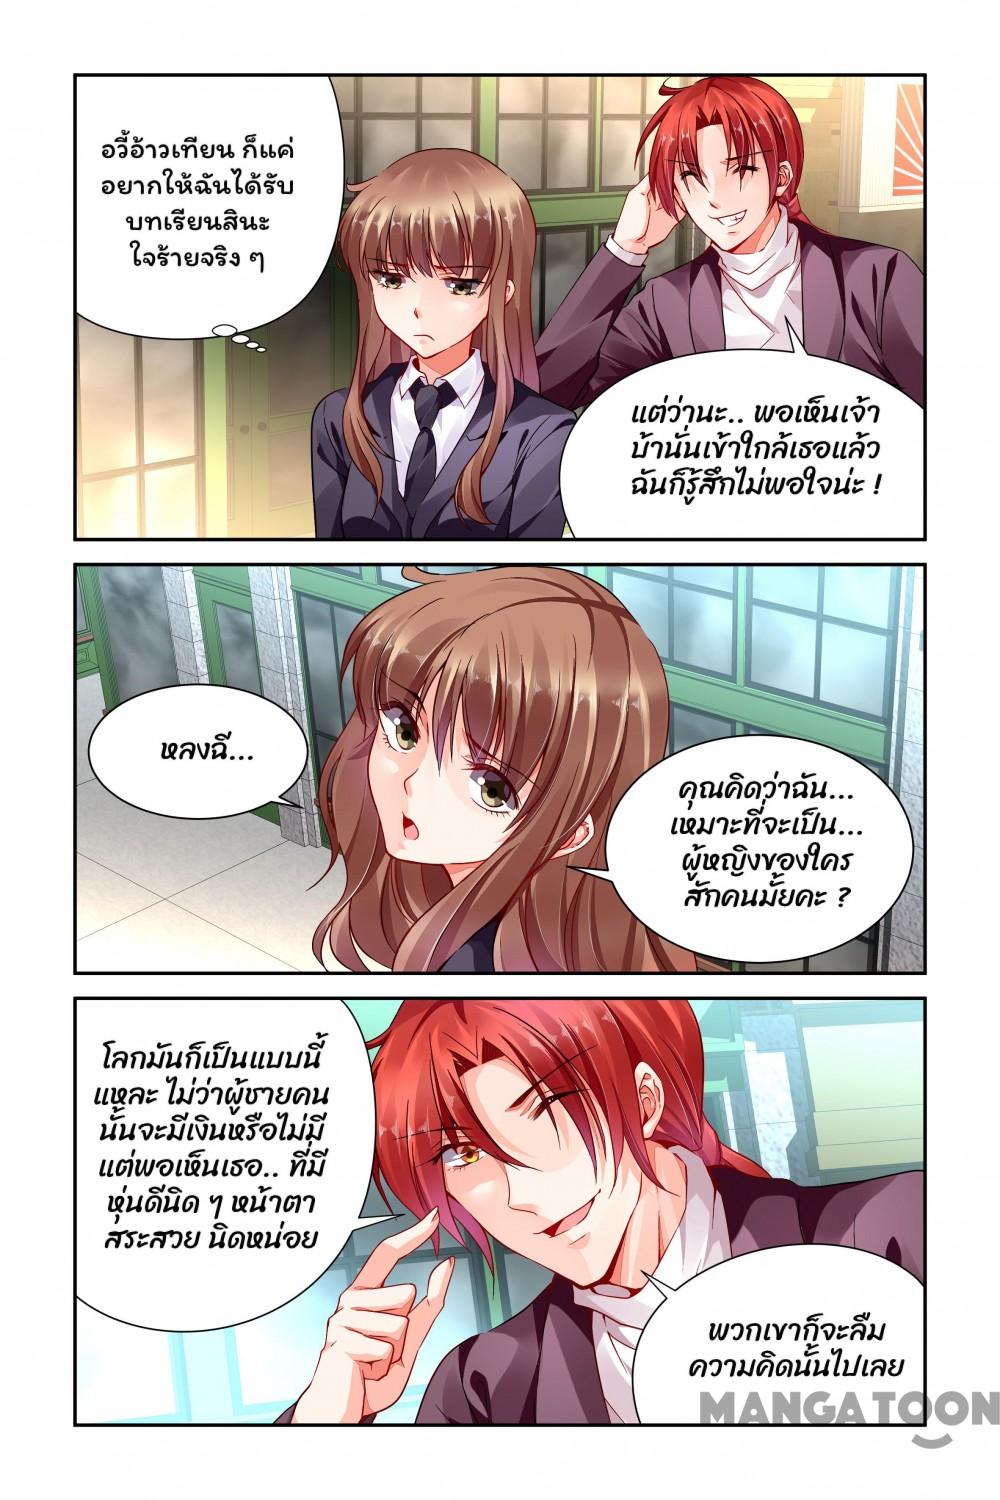 อวี้อ้าวเทียน ก็แค่
อยากให้ฉันได้รับ
บทเรียนสินะ
ใจร้ายจริง ๆ
แต่ว่านะ.. พอเห็นเจ้า
บ้านั่นเข้าใกล้เธอแล้ว
ฉันก็รู้สึกไม่พอใจน่ะ !
หลงฉี...
คุณคิดว่าฉัน...
เหมาะที่จะเป็น...
ผู้หญิงของใคร
สักคนมั้ยคะ ?
โลกมันก็เป็นแบบนี้
แหละ ไม่ว่าผู้ชายคน
นั้นจะมีเงินหรือไม่มี
แต่พอเห็นเธอ.. ที่มี
หุ่นดีนิด ๆ หน้าตา
สระสวย นิดหน่อย
พวกเขาก็จะลืม
ความคิดนั้นไปเลย
MANGATOON